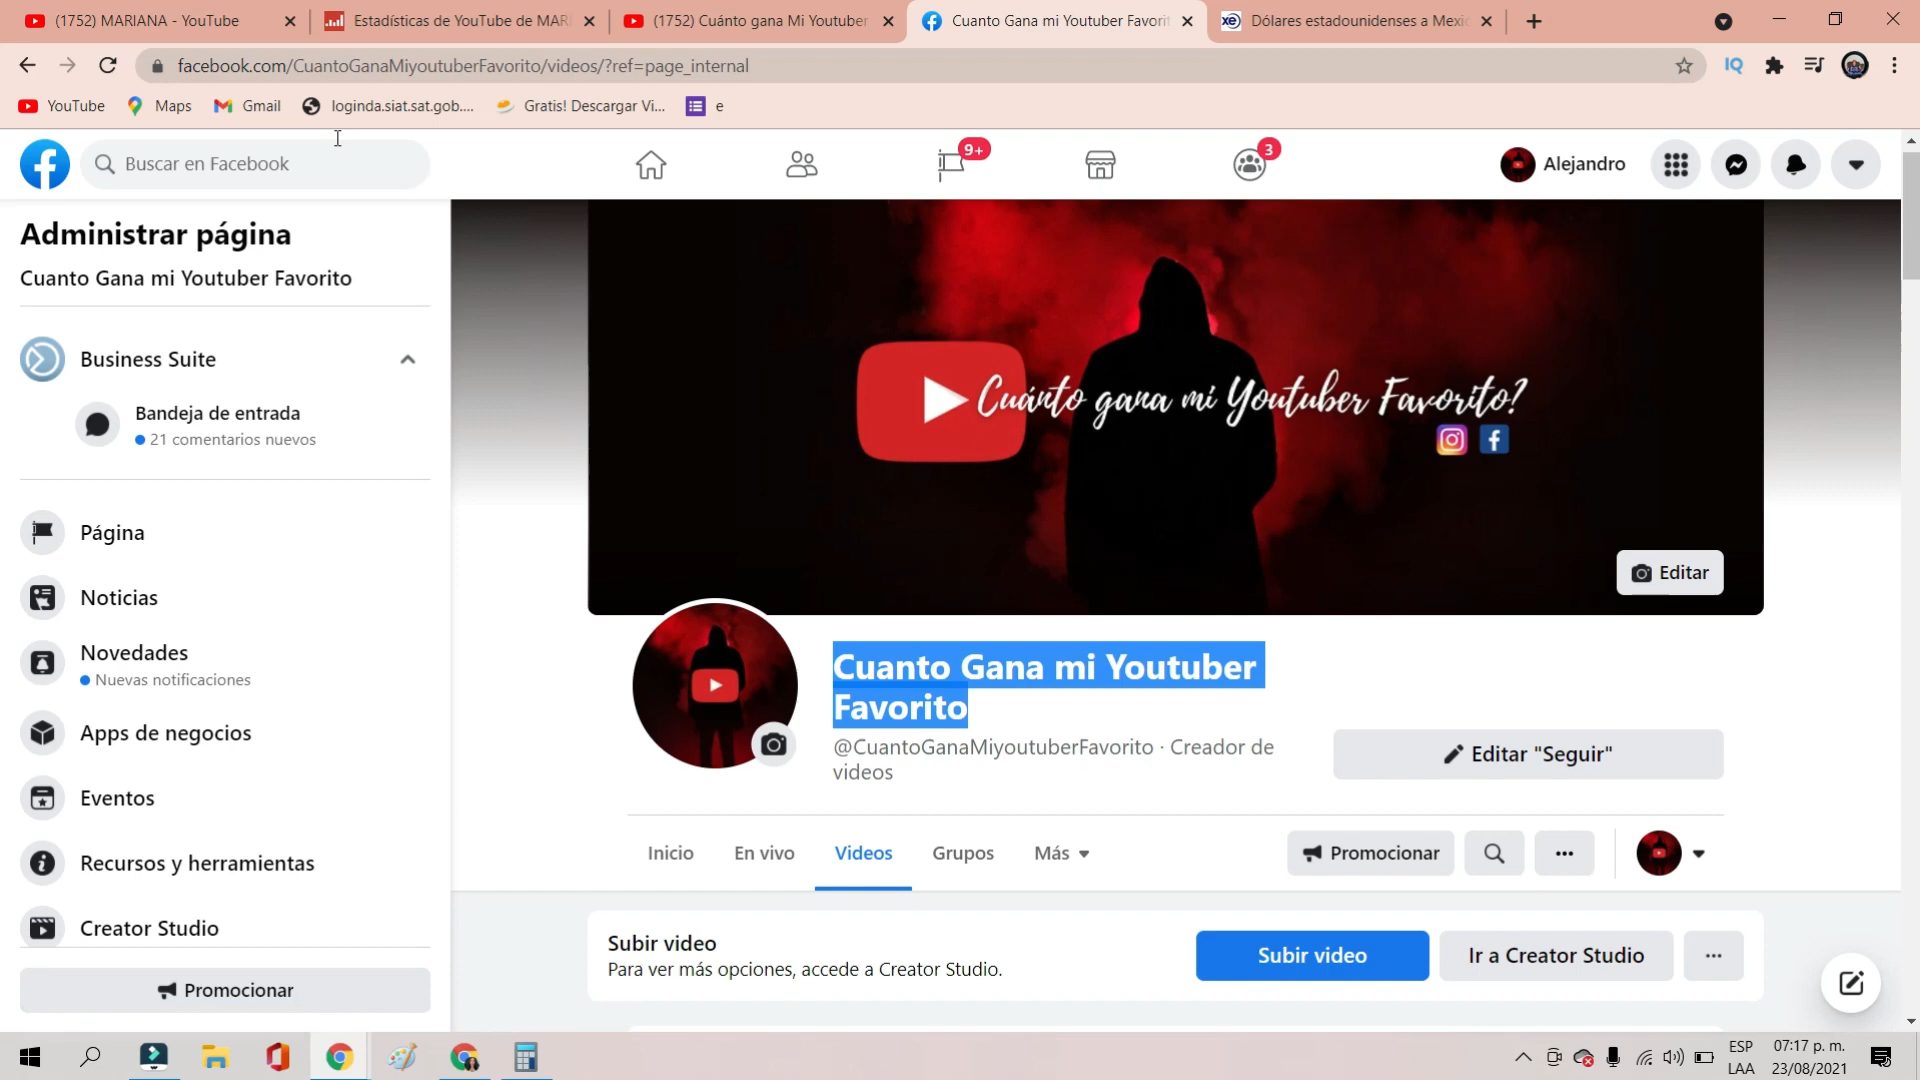 (1752) MARIANA - YouTube
Estadísticas de YouTube de MARI
(1752) Cuánto gana Mi Youtuber
Cuanto Gana mi Youtuber Favorit
Dólares estadounidenses a Mexic
facebook.com/CuantoGanaMiyoutuberFavorito/videos/?ref=page_internal
YouTube
Maps
Gmail
loginda.siat.sat.gob....
Gratis! Descargar Vi...
e
Buscar en Facebook
9+
3
Alejandro
Administrar página
Cuanto Gana mi Youtuber Favorito
Business Suite
Bandeja de entrada
21 comentarios nuevos
Página
Noticias
Novedades
Nuevas notificaciones
Apps de negocios
Eventos
Recursos y herramientas
Creator Studio
Promocionar
Cuánto gana mi Youtuber Favorito?
Editar
Cuanto Gana mi Youtuber
Favorito
@CuantoGanaMiyoutuberFavorito · Creador de
videos
Editar "Seguir"
Inicio
En vivo
Videos
Grupos
Más
Promocionar
Subir video
Para ver más opciones, accede a Creator Studio.
Subir video
Ir a Creator Studio
ESP
LAA
07:17 p. m.
23/08/2021